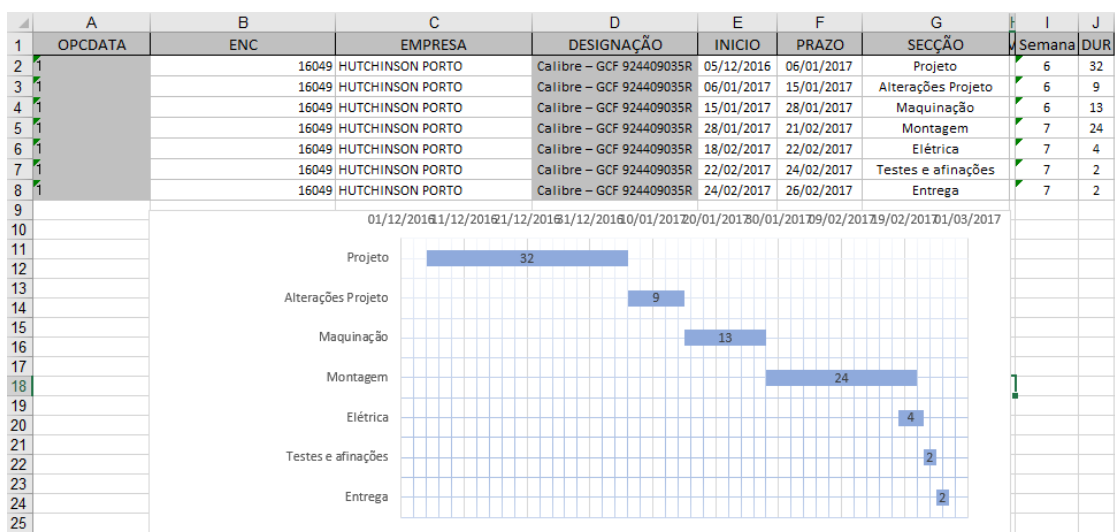 A B C D E F G H I J
1 OPCDATA ENC EMPRESA DESIGNAÇÃO INICIO PRAZO SECÇÃO Semana DUR
2 1 16049 HUTCHINSON PORTO Calibre – GCF 924409035R 05/12/2016 06/01/2017 Projeto 6 32
3 1 16049 HUTCHINSON PORTO Calibre – GCF 924409035R 06/01/2017 15/01/2017 Alterações Projeto 6 9
4 1 16049 HUTCHINSON PORTO Calibre – GCF 924409035R 15/01/2017 28/01/2017 Maquinação 6 13
5 1 16049 HUTCHINSON PORTO Calibre – GCF 924409035R 28/01/2017 21/02/2017 Montagem 7 24
6 1 16049 HUTCHINSON PORTO Calibre – GCF 924409035R 18/02/2017 22/02/2017 Elétrica 7 4
7 1 16049 HUTCHINSON PORTO Calibre – GCF 924409035R 22/02/2017 24/02/2017 Testes e afinações 7 2
8 1 16049 HUTCHINSON PORTO Calibre – GCF 924409035R 24/02/2017 26/02/2017 Entrega 7 2
9
01/12/2016 11/12/2016 21/12/2016 31/12/2016 10/01/2017 20/01/2017 30/01/2017 09/02/2017 19/02/2017 01/03/2017
10
11
Projeto 32
12
13
Alterações Projeto 9
14
15
Maquinação 13
16
17
Montagem 24
18
19
Elétrica 4
20
21
Testes e afinações 2
22
23
Entrega 2
24
25